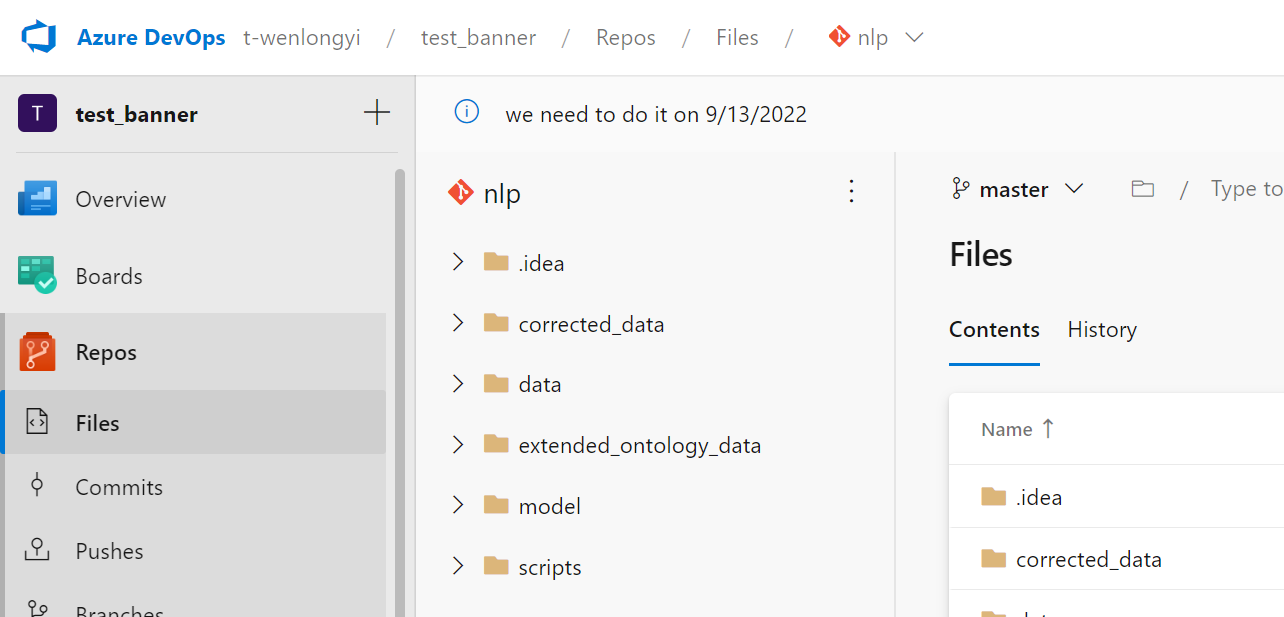 Azure DevOps t-wenlongyi / test_banner / Repos / Files / nlp
T test_banner
Overview
Boards
Repos
Files
Commits
Pushes
Branches
we need to do it on 9/13/2022
nlp
.idea
corrected_data
data
extended_ontology_data
model
scripts
master / Type to
Files
Contents History
Name ↑
.idea
corrected_data